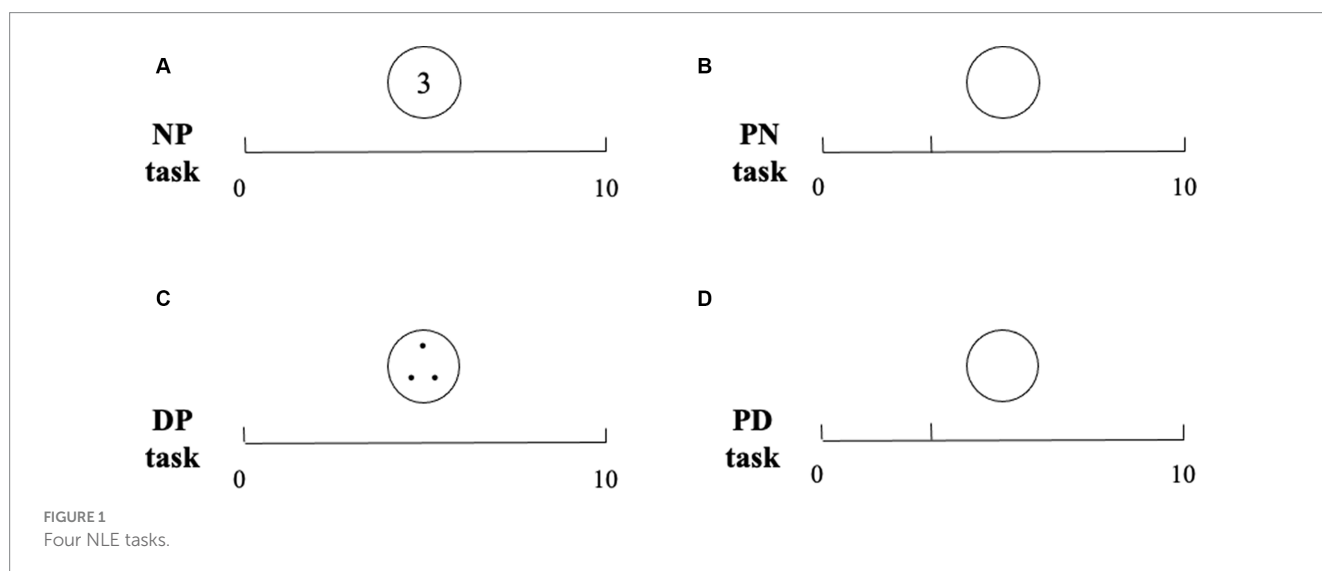 A
3
NP
task
0
10
B
PN
task
0
10
C
DP
task
0
10
D
PD
task
0
10
FIGURE 1
Four NLE tasks.